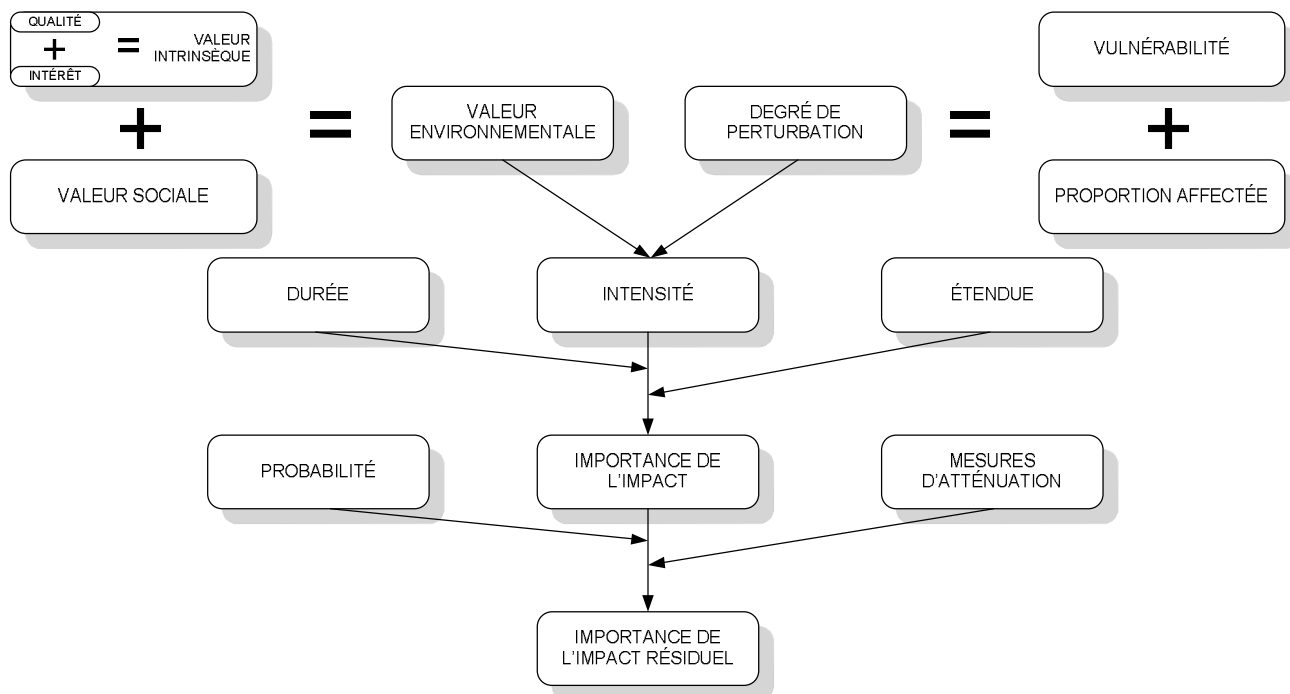 QUALITÉ
+
INTÉRÊT
=
VALEUR
INTRINSÈQUE
+
VALEUR SOCIALE
=
VALEUR
ENVIRONNEMENTALE
DEGRÉ DE
PERTURBATION
=
VULNÉRABILITÉ
+
PROPORTION AFFECTÉE
DURÉE
INTENSITÉ
ÉTENDUE
PROBABILITÉ
IMPORTANCE DE
L'IMPACT
MESURES
D'ATTÉNUATION
IMPORTANCE DE
L'IMPACT RÉSIDUEL